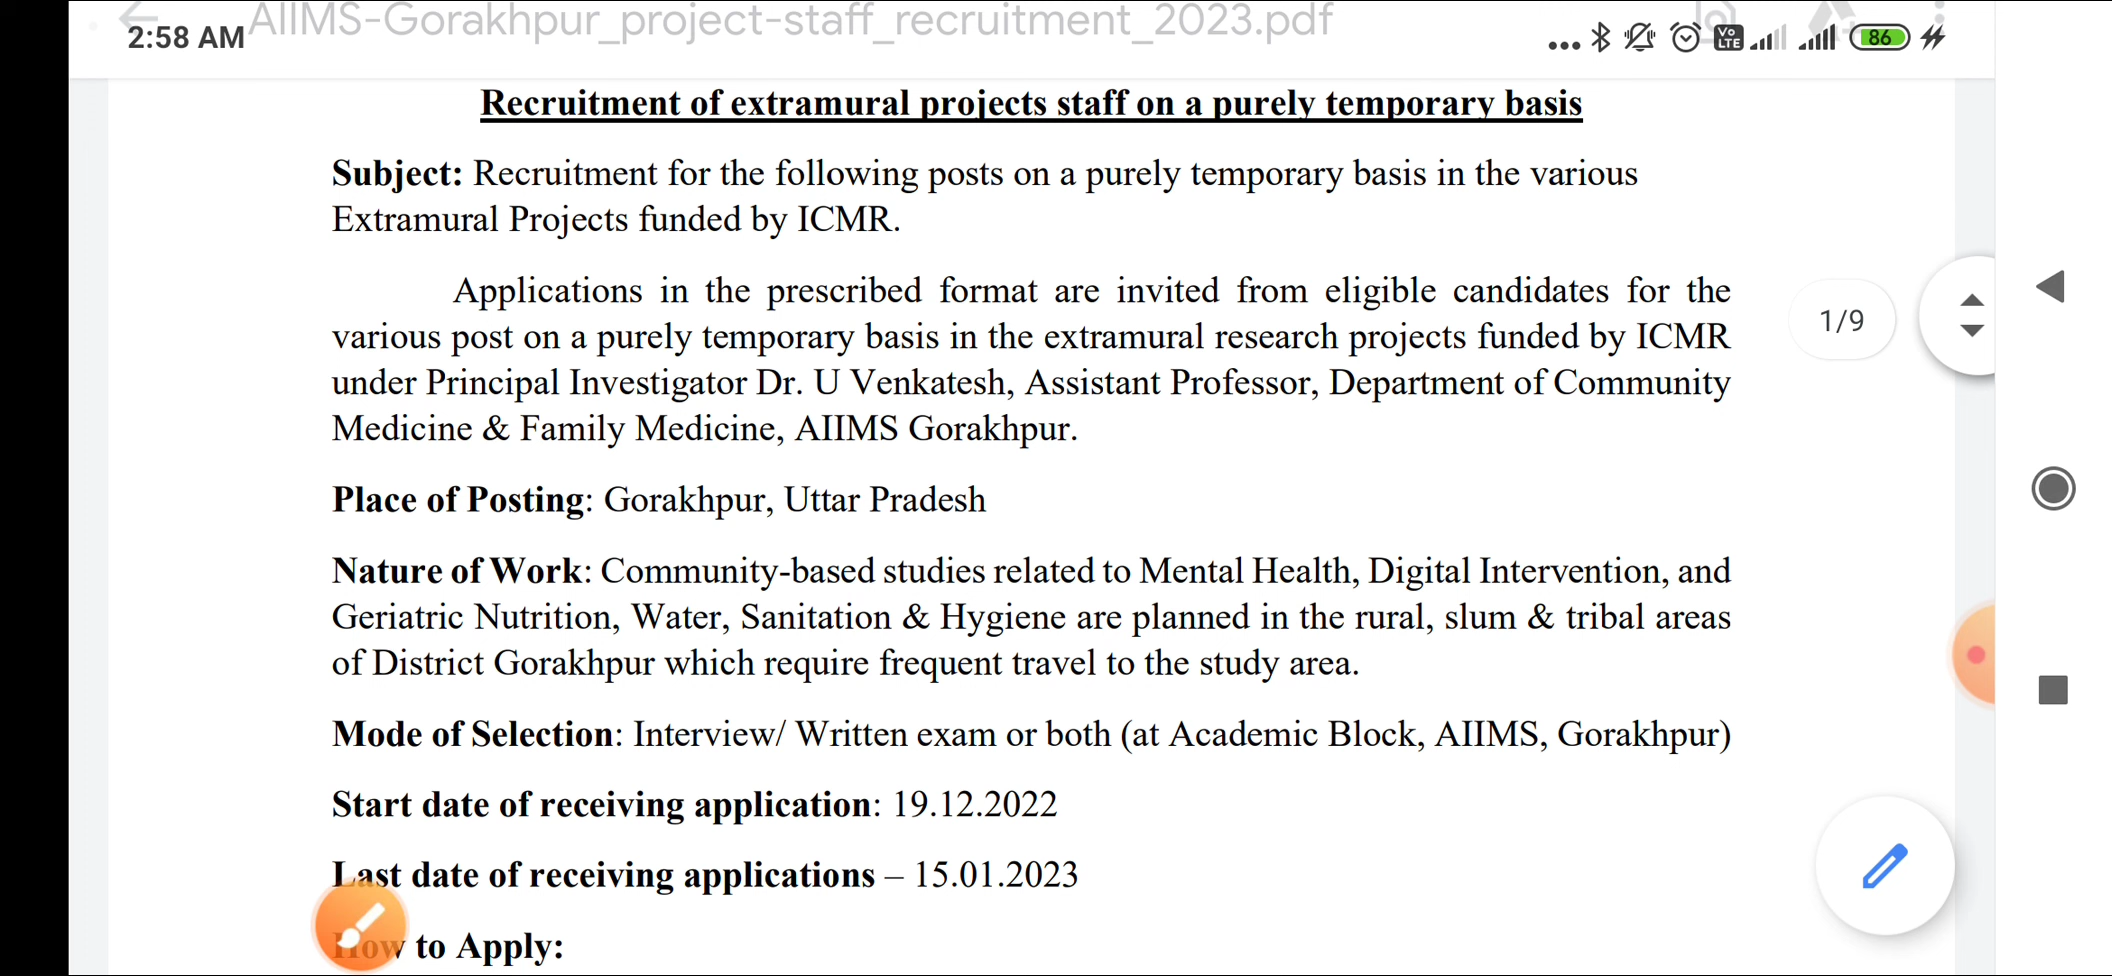 2:58 AM AIIMS-Gorakhpur_project-staff_recruitment_2023.pdf
Vo LTE 86
Recruitment of extramural projects staff on a purely temporary basis
Subject: Recruitment for the following posts on a purely temporary basis in the various
Extramural Projects funded by ICMR.
Applications in the prescribed format are invited from eligible candidates for the
various post on a purely temporary basis in the extramural research projects funded by ICMR
under Principal Investigator Dr. U Venkatesh, Assistant Professor, Department of Community
Medicine & Family Medicine, AIIMS Gorakhpur.
1/9
Place of Posting: Gorakhpur, Uttar Pradesh
Nature of Work: Community-based studies related to Mental Health, Digital Intervention, and
Geriatric Nutrition, Water, Sanitation & Hygiene are planned in the rural, slum & tribal areas
of District Gorakhpur which require frequent travel to the study area.
Mode of Selection: Interview/ Written exam or both (at Academic Block, AIIMS, Gorakhpur)
Start date of receiving application: 19.12.2022
Last date of receiving applications – 15.01.2023
How to Apply: